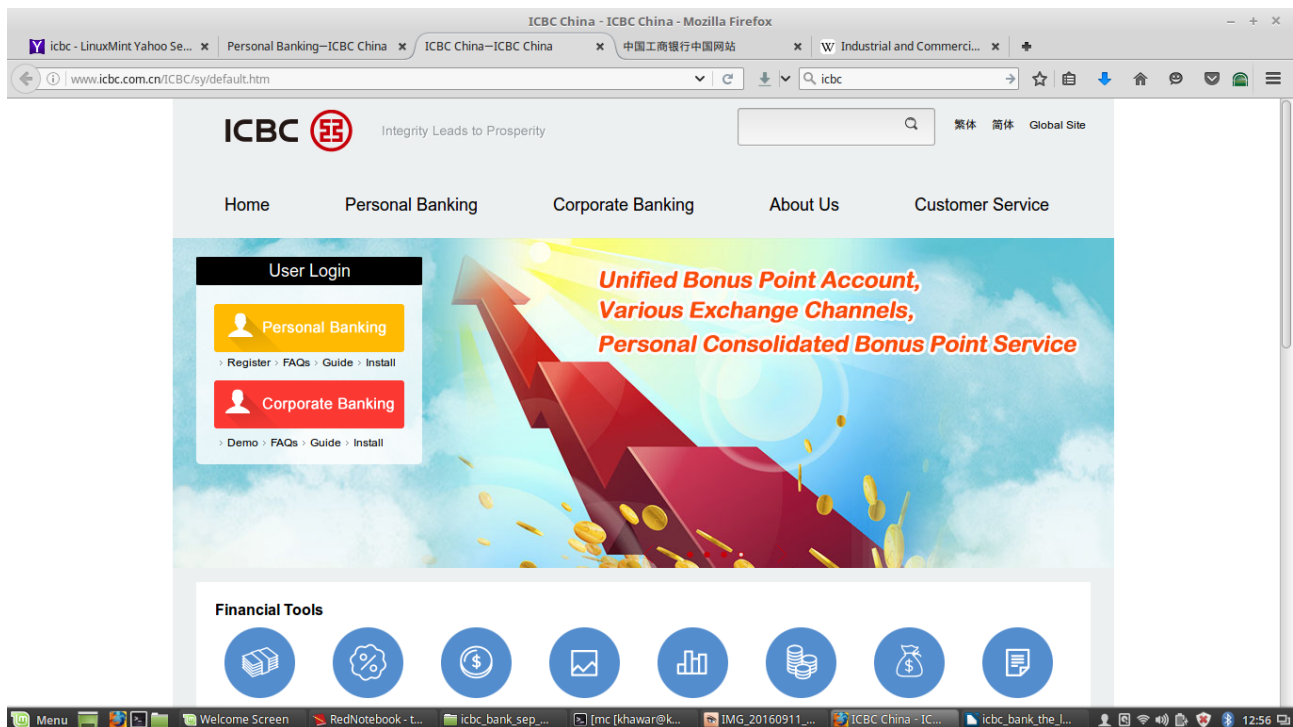 ICBC China - ICBC China - Mozilla Firefox
icbc - LinuxMint Yahoo Se...
Personal Banking—ICBC China
ICBC China—ICBC China
中国工商银行中国网站
W Industrial and Commerci...
www.icbc.com.cn/ICBC/sy/default.htm
icbc
ICBC
Integrity Leads to Prosperity
繁体 简体 Global Site
Home Personal Banking Corporate Banking About Us Customer Service
User Login
Personal Banking
› Register › FAQs › Guide › Install
Corporate Banking
› Demo › FAQs › Guide › Install
Unified Bonus Point Account,
Various Exchange Channels,
Personal Consolidated Bonus Point Service
Financial Tools
Menu
Welcome Screen
RedNotebook - t...
icbc_bank_sep_...
[mc [khawar@k...
IMG_20160911_...
ICBC China - IC...
icbc_bank_the_l...
12:56